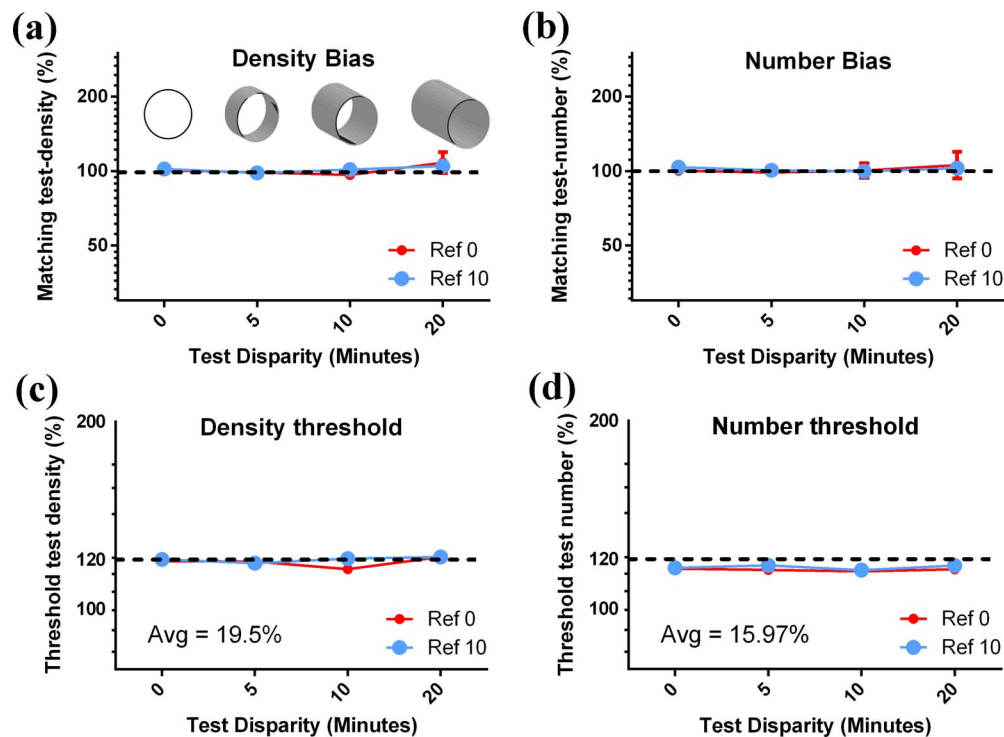 (a)
Density Bias
Matching test-density (%)
200
100
50
Ref 0
Ref 10
0
5
10
20
Test Disparity (Minutes)
(b)
Number Bias
Matching test-number (%)
200
100
50
Ref 0
Ref 10
0
5
10
20
Test Disparity (Minutes)
(c)
Density threshold
Threshold test density (%)
200
120
100
Avg = 19.5%
Ref 0
Ref 10
0
5
10
20
Test Disparity (Minutes)
(d)
Number threshold
Threshold test number (%)
200
120
100
Avg = 15.97%
Ref 0
Ref 10
0
5
10
20
Test Disparity (Minutes)